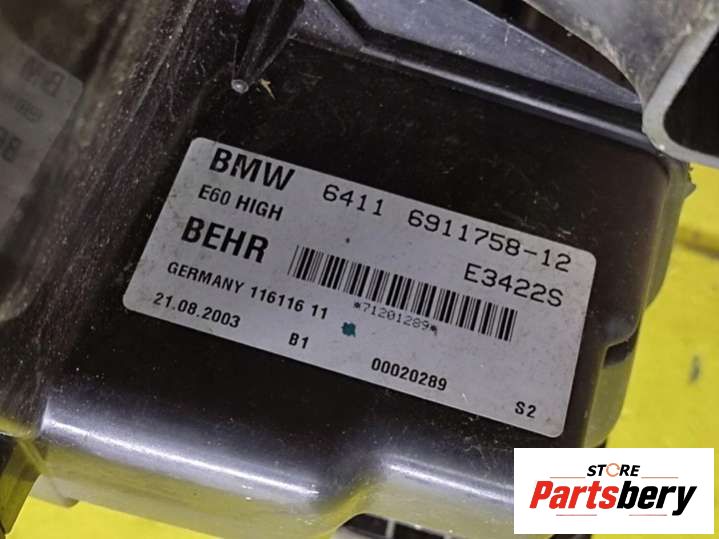 BMW 6411 6911758-12
E60 HIGH
BEHR E3422S
GERMANY 116116 11 *71201289*
21.08.2003 B1 00020289 S2
STORE
Partsbery